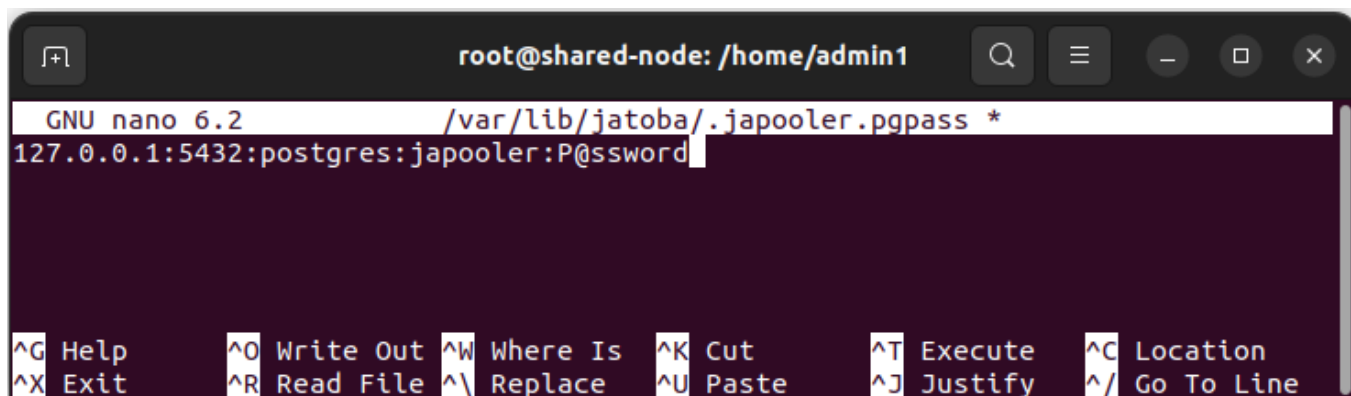 root@shared-node: /home/admin1
GNU nano 6.2 /var/lib/jatoba/.japooler.pgpass *
127.0.0.1:5432:postgres:japooler:P@ssword
^G Help ^O Write Out ^W Where Is ^K Cut ^T Execute ^C Location
^X Exit ^R Read File ^\ Replace ^U Paste ^J Justify ^/ Go To Line